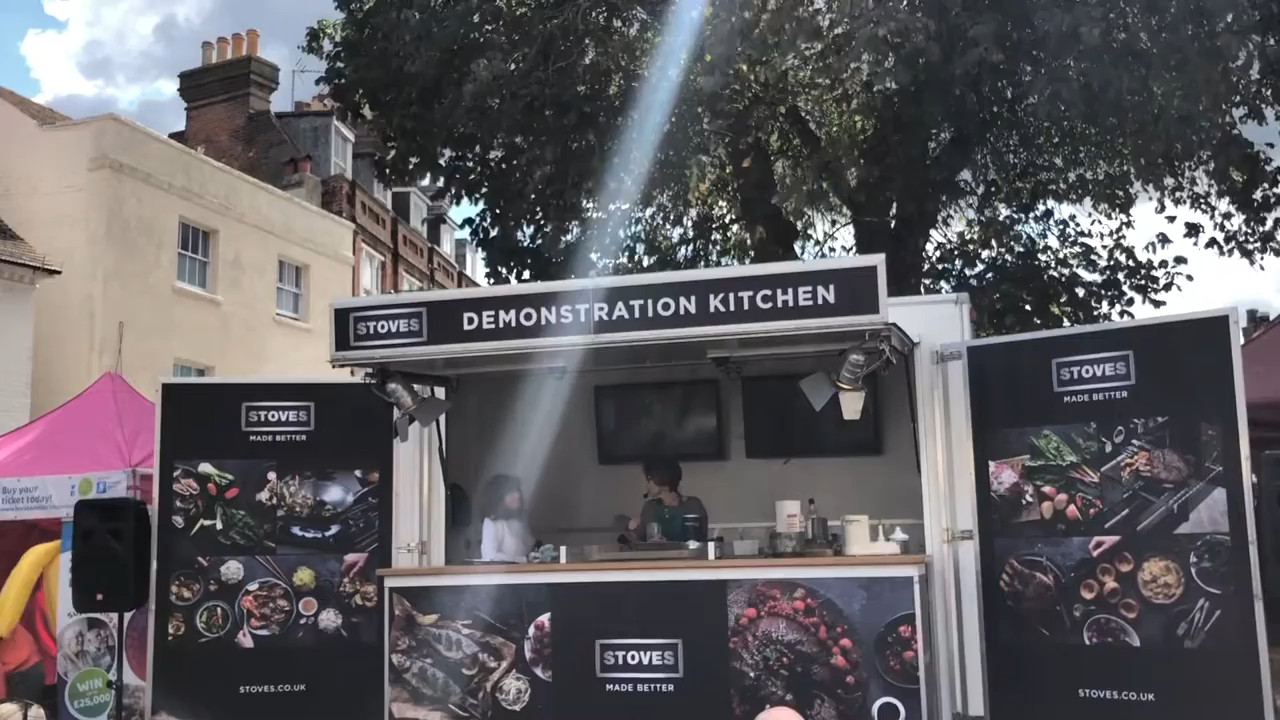 STOVES
DEMONSTRATION KITCHEN
STOVES
MADE BETTER
STOVES.CO.UK
STOVES
MADE BETTER
STOVES.CO.UK
STOVES
MADE BETTER
Buy your
ticket today!
WIN
£25,000